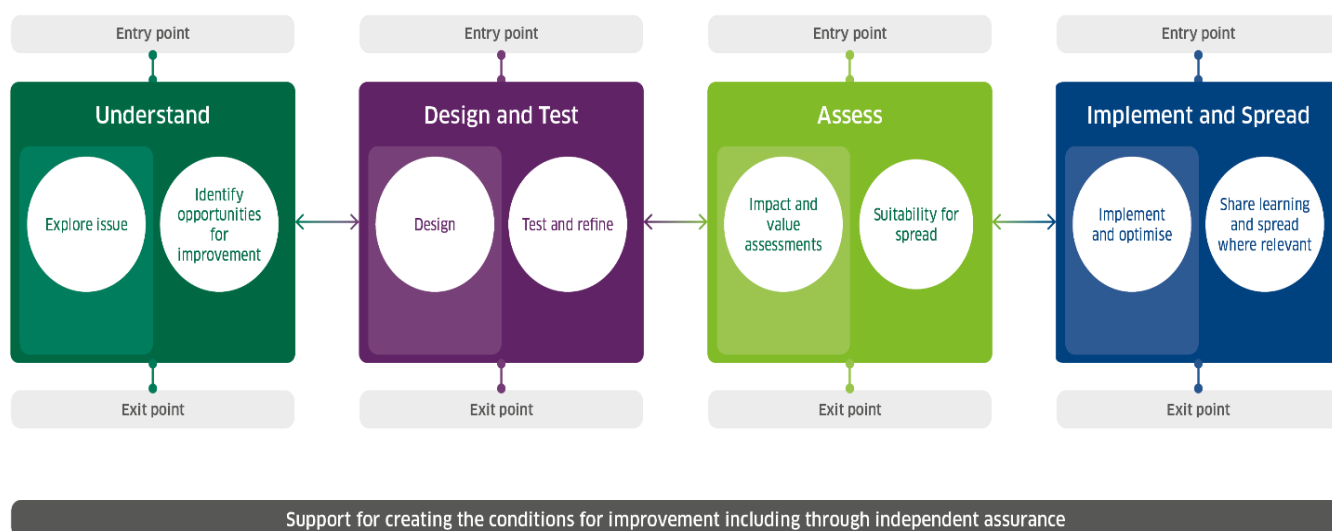 Entry point
Entry point
Entry point
Entry point
Understand
Explore issue
Identify
opportunities
for
improvement
Design and Test
Design
Test and refine
Assess
Impact and
value
assessments
Suitability for
spread
Implement and Spread
Implement
and optimise
Share learning
and spread
where relevant
Exit point
Exit point
Exit point
Exit point
Support for creating the conditions for improvement including through independent assurance